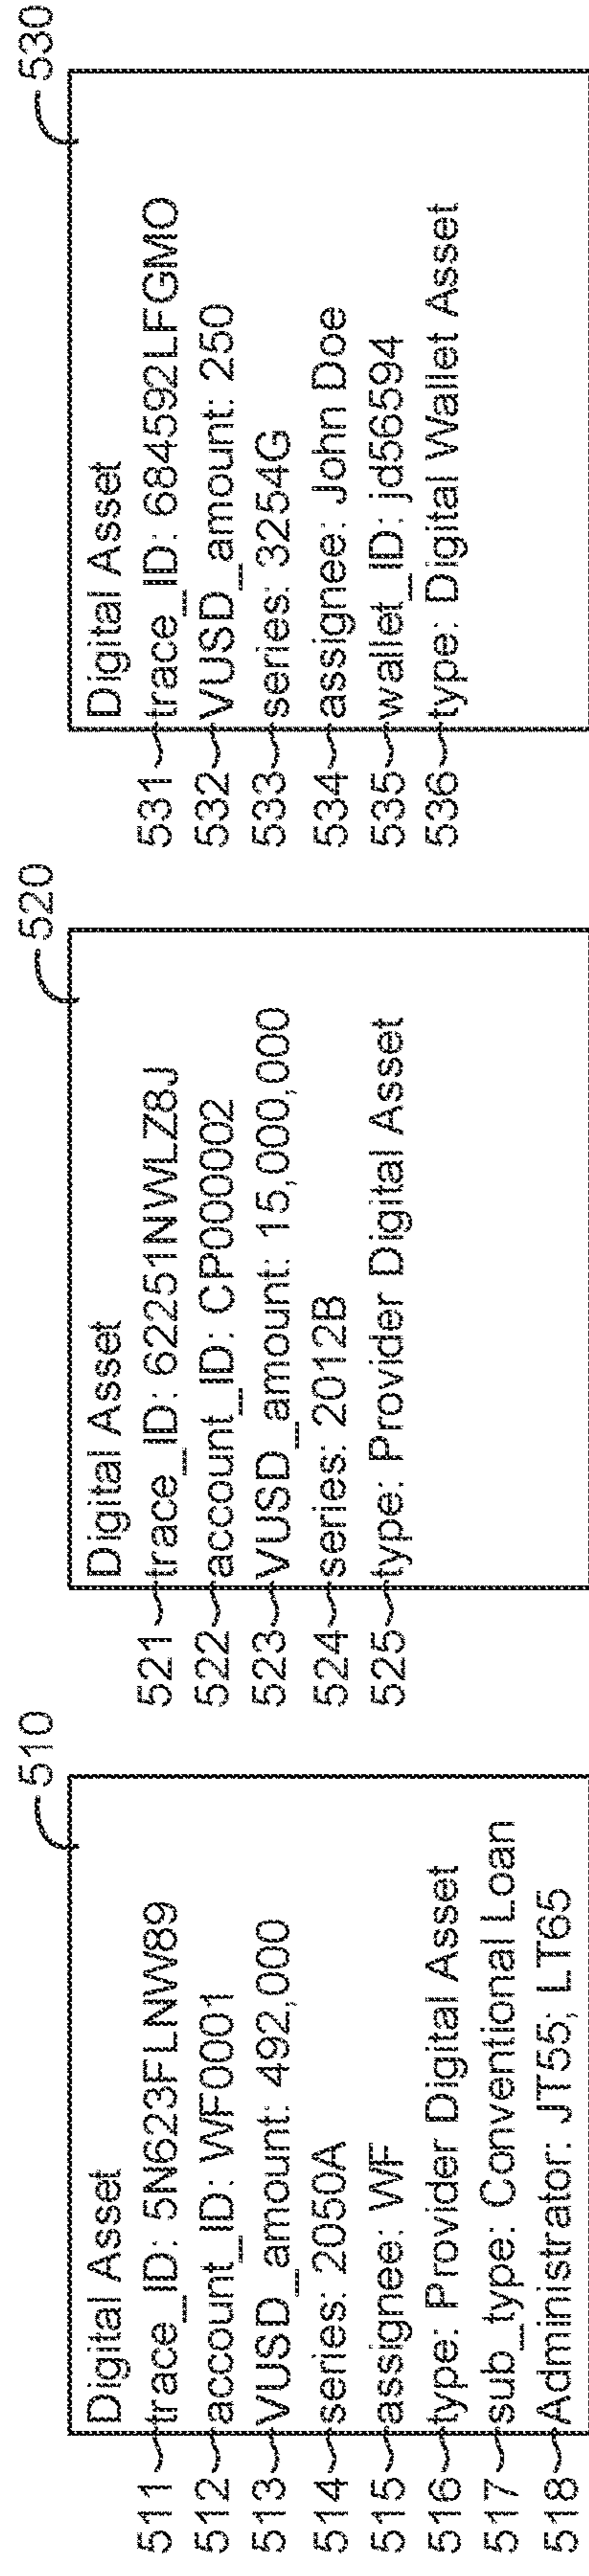 510
Digital Asset
511 trace_ID: 5N623FLNW89
512 account_ID: WF0001
513 VUSD_amount: 492,000
514 series: 2050A
515 assignee: WF
516 type: Provider Digital Asset
517 sub_type: Conventional Loan
518 Administrator: JT55; LT65
520
Digital Asset
521 trace_ID: 62251NWLZ8J
522 account_ID: CP000002
523 VUSD_amount: 15,000,000
524 series: 2012B
525 type: Provider Digital Asset
530
Digital Asset
531 trace_ID: 684592LFGMO
532 VUSD_amount: 250
533 series: 3254G
534 assignee: John Doe
535 wallet_ID: jd56594
536 type: Digital Wallet Asset